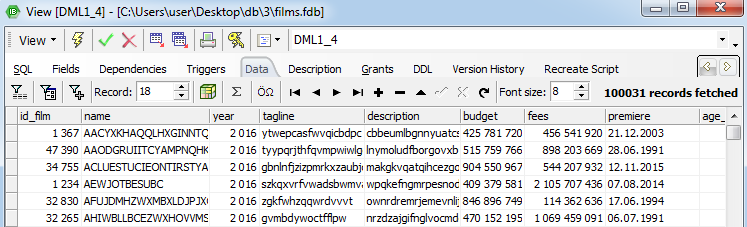 View [DML1_4] - [C:\Users\user\Desktop\db\3\films.fdb]
View DML1_4
SQL Fields Dependencies Triggers Data Description Grants DDL Version History Recreate Script
Record: 18 Font size: 8 100031 records fetched
id_film name year tagline description budget fees premiere age_
1 367 AACYXKHAQQLHXGINNTQ 2 016 ytwepcasfwvqicbdpc cbbeumlbgnnyuatcs 425 781 720 456 541 920 21.12.2003
47 390 AAODGRUIITCYAMPNQHK 2 016 tyypqrjthfqvmpwiwlg lnymoludfborgovxb 515 759 766 898 203 669 28.06.1991
34 755 ACLUESTUCIEONTIRSTYA 2 016 gbnlnfjzizpmrkxzaubj makgkvqatqihcezgo 904 550 967 544 207 932 12.11.2015
1 234 AEWJOTBESUBC 2 016 szkqxvrfvwadsbwmv wpqkefngmrpesnod 409 379 581 2 105 707 436 07.08.2014
32 830 AFUJDMHZWXMBXLDJPJX 2 016 zgkfwhzqqwrdvvvt ownrdremrjemevnlij 846 896 749 114 362 636 17.06.1994
32 265 AHIWBLLBCEZWXHOVVMS 2 016 gvmbdywoctfflpw nrzdzajgifnglvocmd 470 152 195 1 069 459 091 06.07.1991